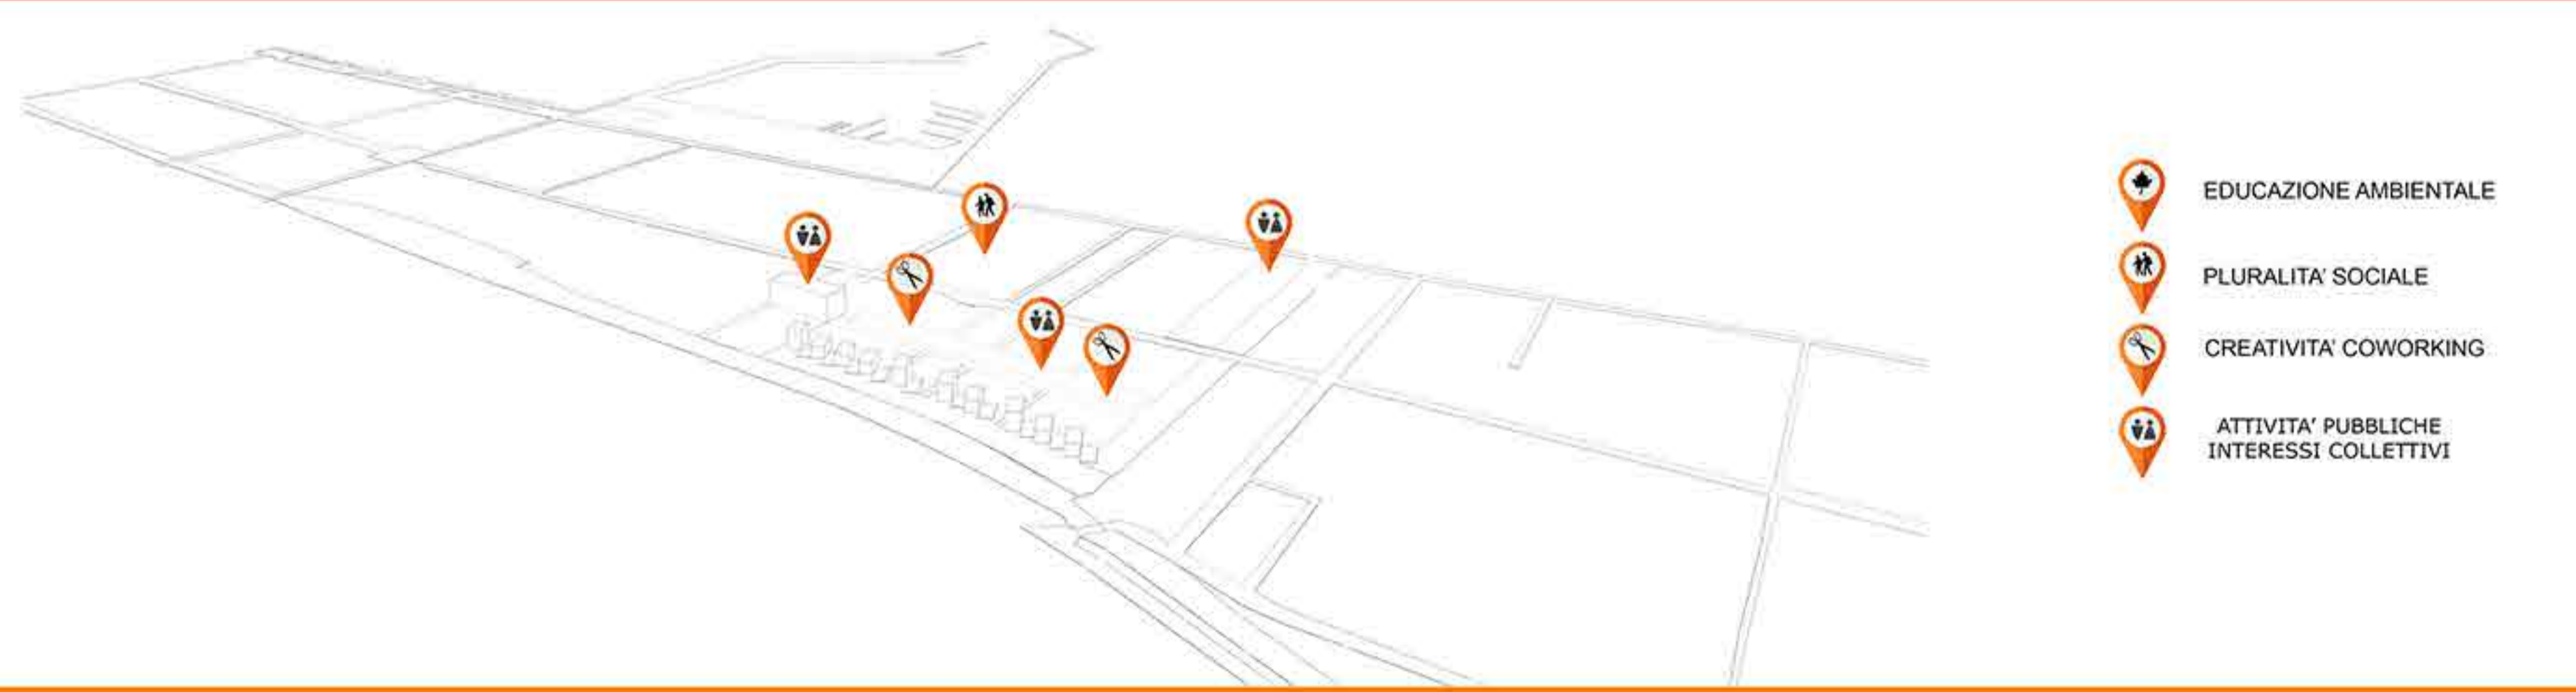 EDUCAZIONE AMBIENTALE
PLURALITA' SOCIALE
CREATIVITA' COWORKING
ATTIVITA' PUBBLICHE
INTERESSI COLLETTIVI